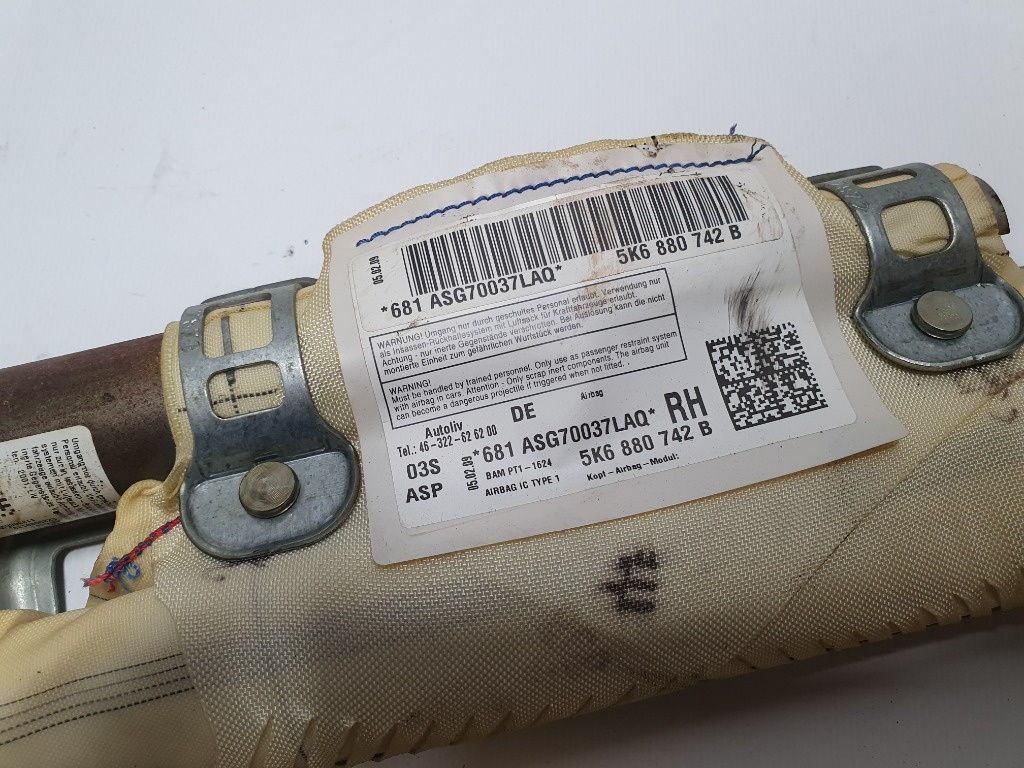 05.02.09
*681 ASG70037LAQ* 5K6 880 742 B
WARNUNG! Umgang nur durch geschultes Personal erlaubt. Verwendung nur
als Insassen-Rückhaltesystem mit Luftsack für Kraftfahrzeuge erlaubt.
Achtung - nur inerte Gegenstände verschrotten. Bei Auslösung kann die nicht
montierte Einheit zum gefährlichen Wurfstück werden.
WARNING!
Must be handled by trained personnel. Only use as passenger restraint system
with airbag in cars. Attention - Only scrap inert components. The airbag unit
can become a dangerous projectile if triggered when not fitted.
Autoliv DE Airbag
Tel.: 46-322-62 62 00
03S
ASP
05.02.09
*681 ASG70037LAQ* RH
BAM PT1-1624 5K6 880 742 B
AIRBAG IC TYPE 1 Kopf-Airbag-Modul: